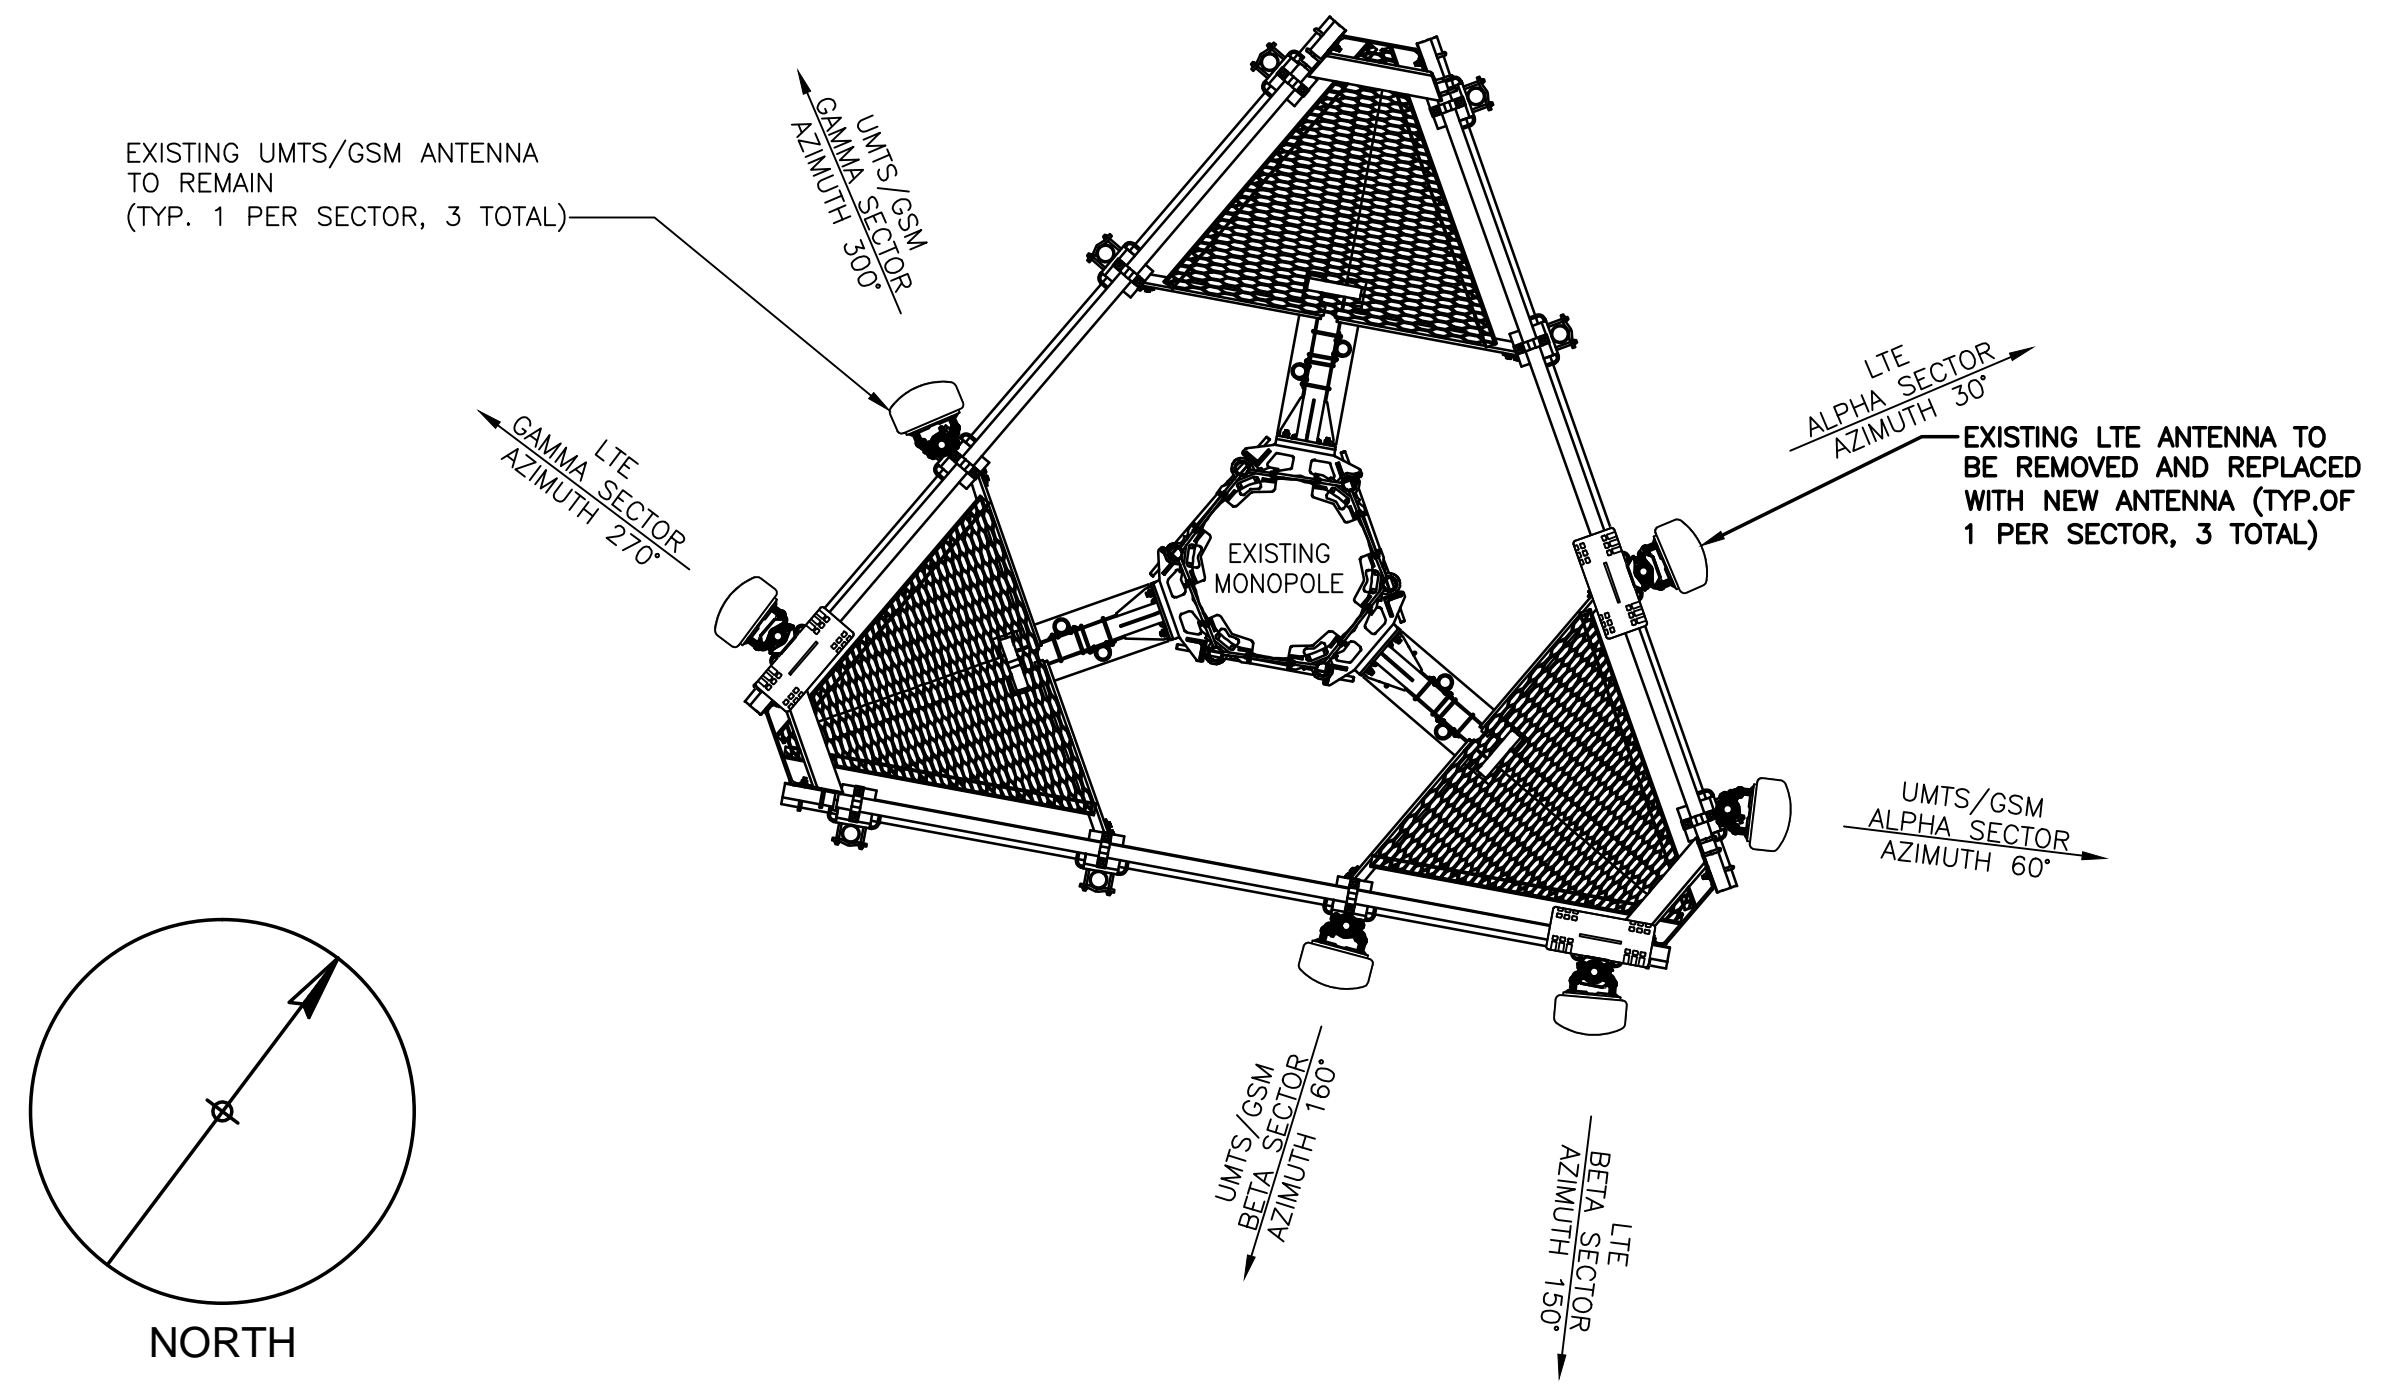 EXISTING UMTS/GSM ANTENNA
TO REMAIN
(TYP. 1 PER SECTOR, 3 TOTAL)
UMTS/GSM
GAMMA SECTOR
AZIMUTH 300°
LTE
GAMMA SECTOR
AZIMUTH 270°
LTE
ALPHA SECTOR
AZIMUTH 30°
EXISTING LTE ANTENNA TO
BE REMOVED AND REPLACED
WITH NEW ANTENNA (TYP.OF
1 PER SECTOR, 3 TOTAL)
EXISTING
MONOPOLE
UMTS/GSM
ALPHA SECTOR
AZIMUTH 60°
UMTS/GSM
BETA SECTOR
AZIMUTH 160°
LTE
BETA SECTOR
AZIMUTH 150°
NORTH